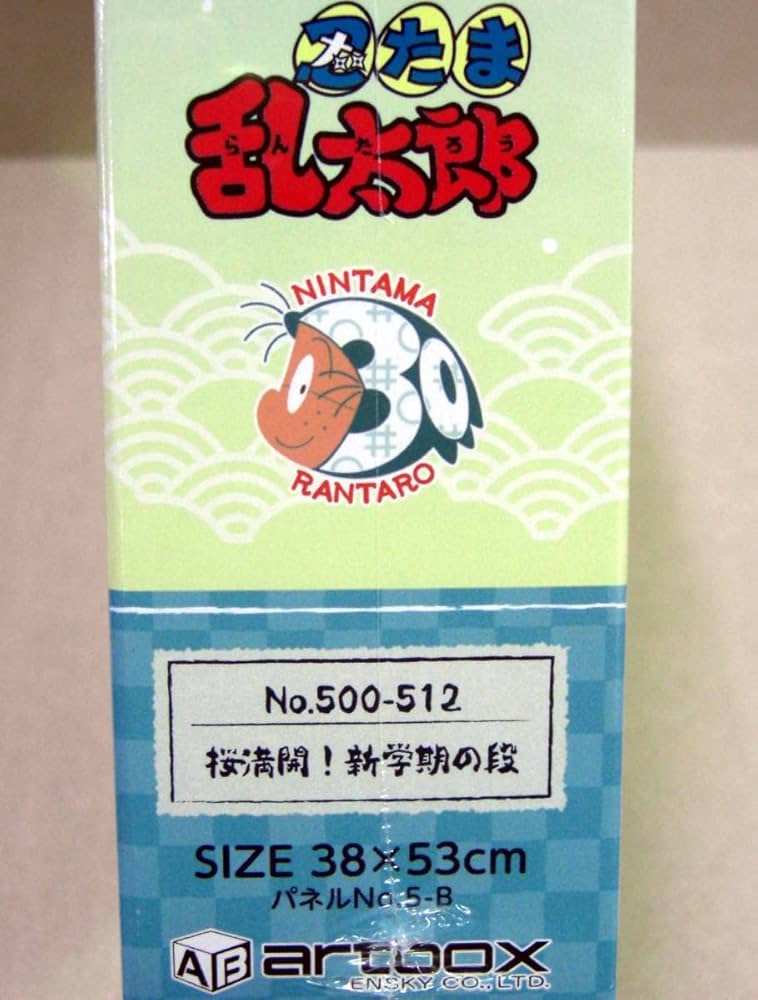 忍たま
乱太郎
らんたろう
NINTAMA
RANTARO
No.500-512
桜満開！新学期の段
SIZE 38×53cm
パネルNo.5-B
AB artbox
ENSKY CO., LTD.